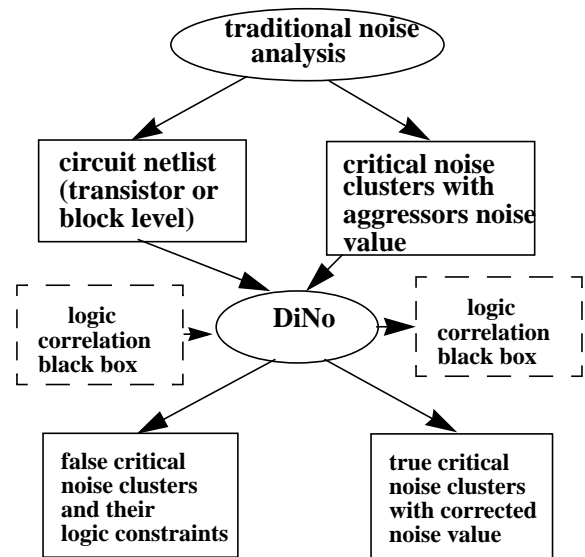 traditional noise
analysis
circuit netlist
(transistor or
block level)
critical noise
clusters with
aggressors noise
value
logic
correlation
black box
DiNo
logic
correlation
black box
false critical
noise clusters
and their
logic constraints
true critical
noise clusters
with corrected
noise value